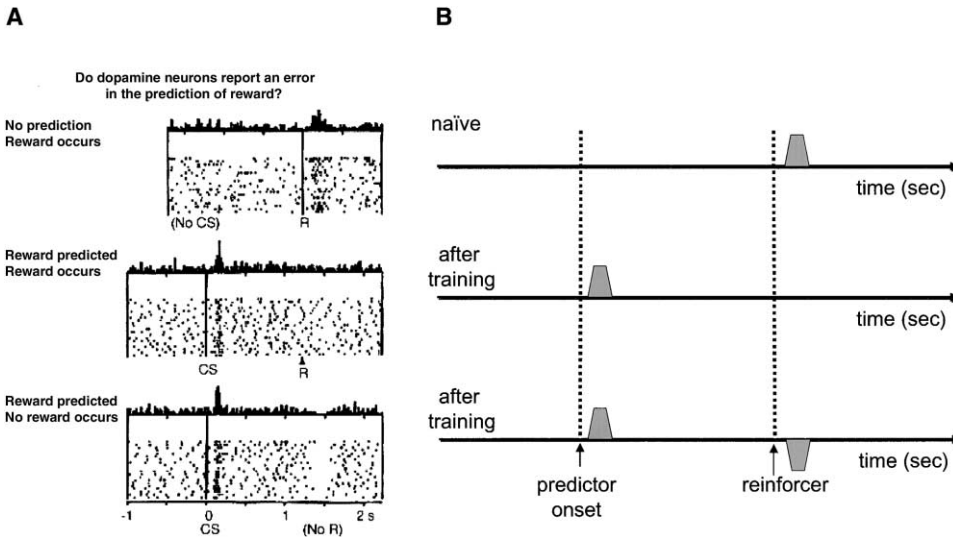 A
Do dopamine neurons report an error
in the prediction of reward?
No prediction
Reward occurs
(No CS)
R
Reward predicted
Reward occurs
CS
R
Reward predicted
No reward occurs
-1
0
1
2 s
CS
(No R)
B
naïve
time (sec)
after
training
time (sec)
after
training
time (sec)
predictor
onset
reinforcer